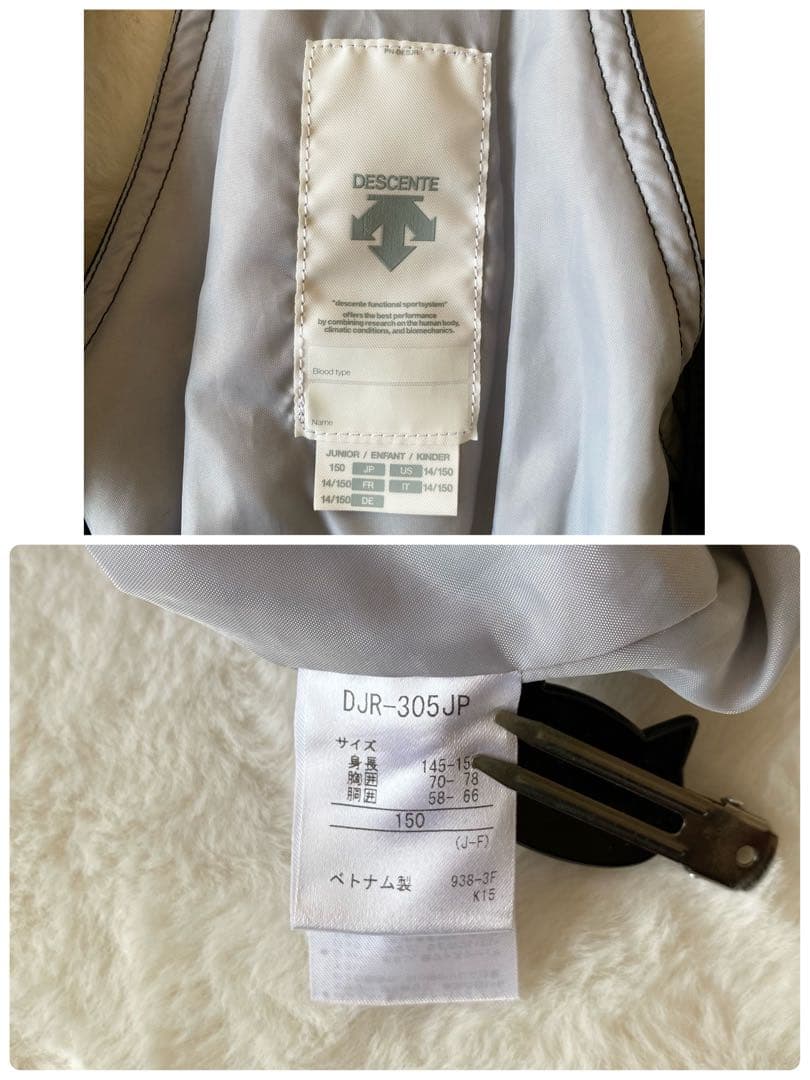 DESCENTE
"descente functional sportsystem"
offers the best performance
by combining research on the human body,
climatic conditions, and biomechanics.
Blood type
Name
JUNIOR / ENFANT / KINDER
150 JP US 14/150
14/150 FR IT 14/150
14/150 DE
DJR-305JP
サイズ
身長 145-15
胸囲 70- 78
胴囲 58- 66
150
(J-F)
ベトナム製 938-3F
K15